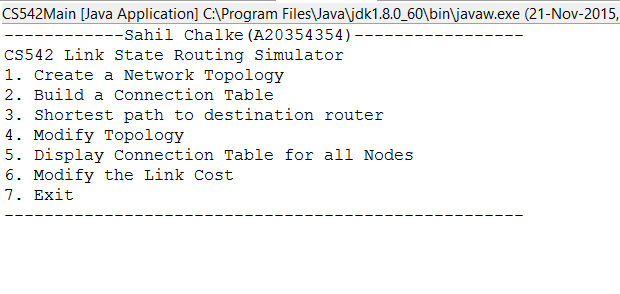 CS542Main [Java Application] C:\Program Files\Java\jdk1.8.0_60\bin\javaw.exe (21-Nov-2015,
------------Sahil Chalke(A20354354)-----------------
CS542 Link State Routing Simulator
1. Create a Network Topology
2. Build a Connection Table
3. Shortest path to destination router
4. Modify Topology
5. Display Connection Table for all Nodes
6. Modify the Link Cost
7. Exit
----------------------------------------------------